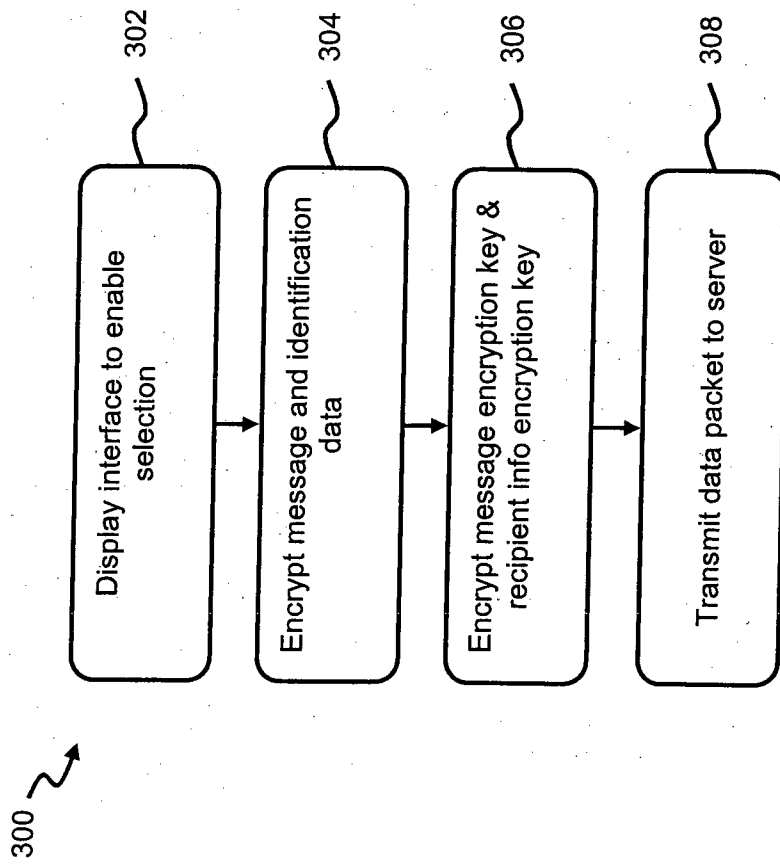 300
Display interface to enable
selection
302
Encrypt message and identification
data
304
Encrypt message encryption key &
recipient info encryption key
306
Transmit data packet to server
308